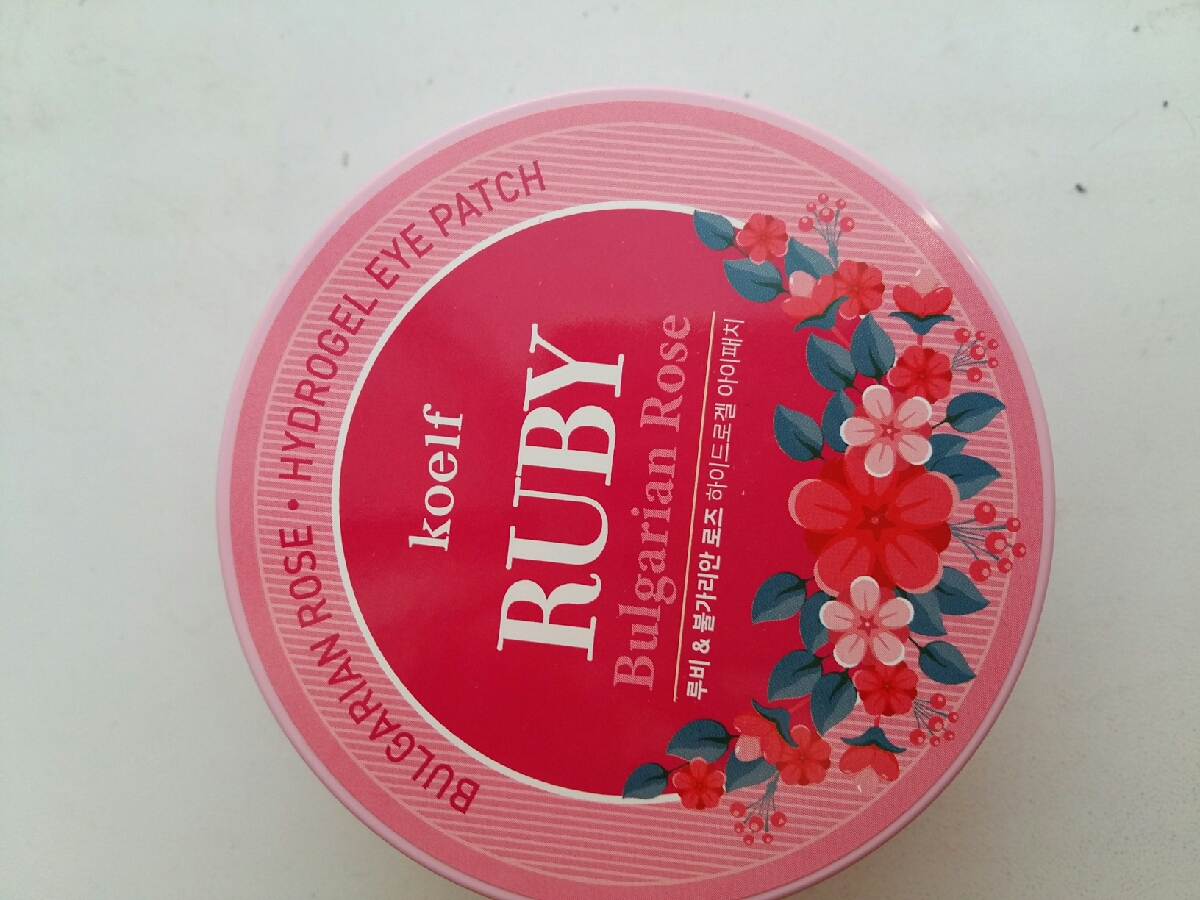 BULGARIAN ROSE • HYDROGEL EYE PATCH
koelf
RUBY
Bulgarian Rose
루비 & 불가리안 로즈 하이드로겔 아이패치